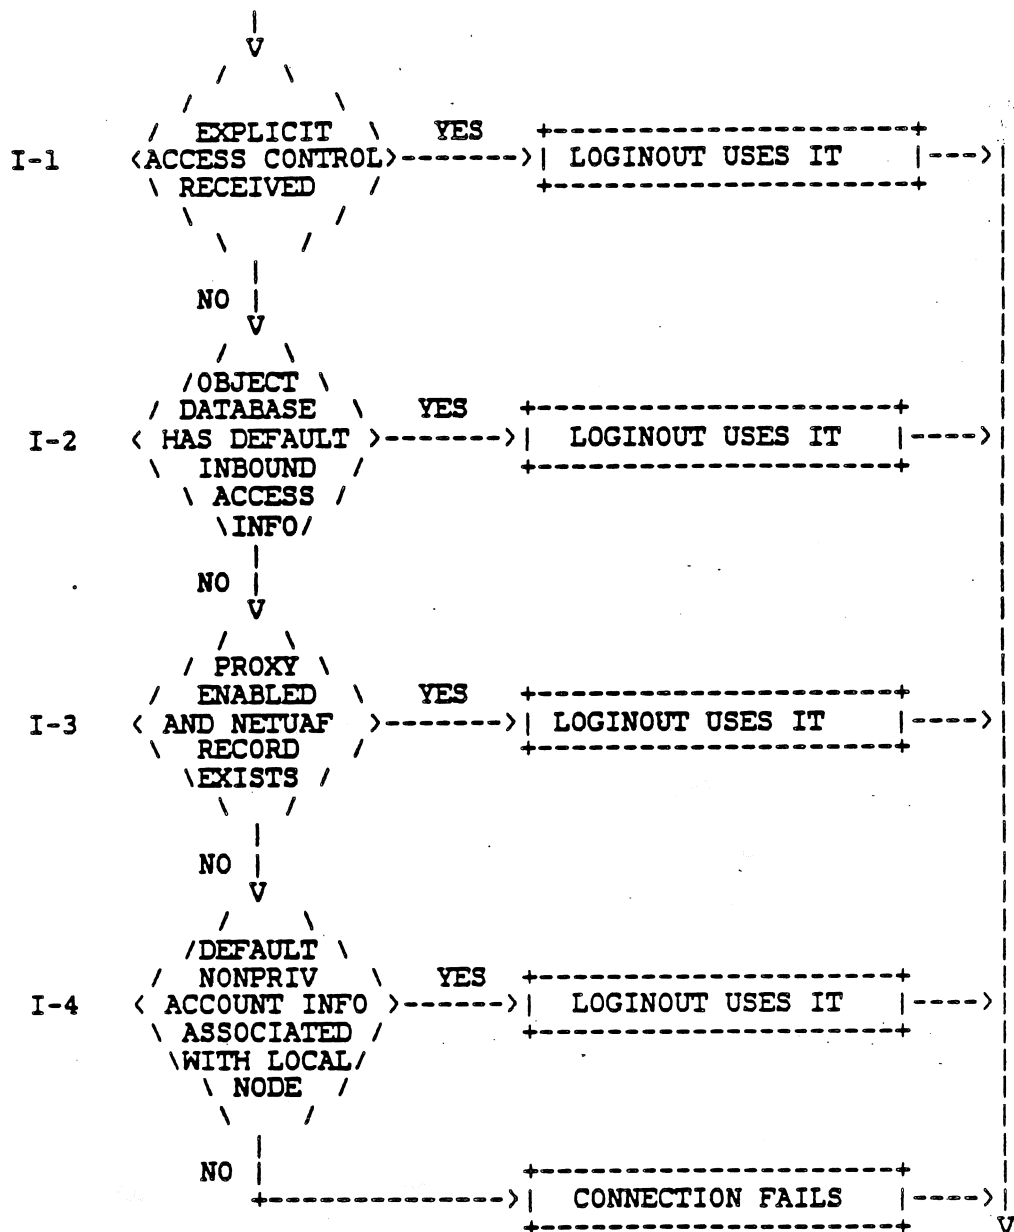 EXPLICIT YES
I-1 ACCESS CONTROL LOGINOUT USES IT
RECEIVED
NO
OBJECT
DATABASE YES
I-2 HAS DEFAULT LOGINOUT USES IT
INBOUND
ACCESS
INFO
NO
PROXY
ENABLED YES
I-3 AND NETUAF LOGINOUT USES IT
RECORD
EXISTS
NO
DEFAULT
NONPRIV YES
I-4 ACCOUNT INFO LOGINOUT USES IT
ASSOCIATED
WITH LOCAL
NODE
NO
CONNECTION FAILS